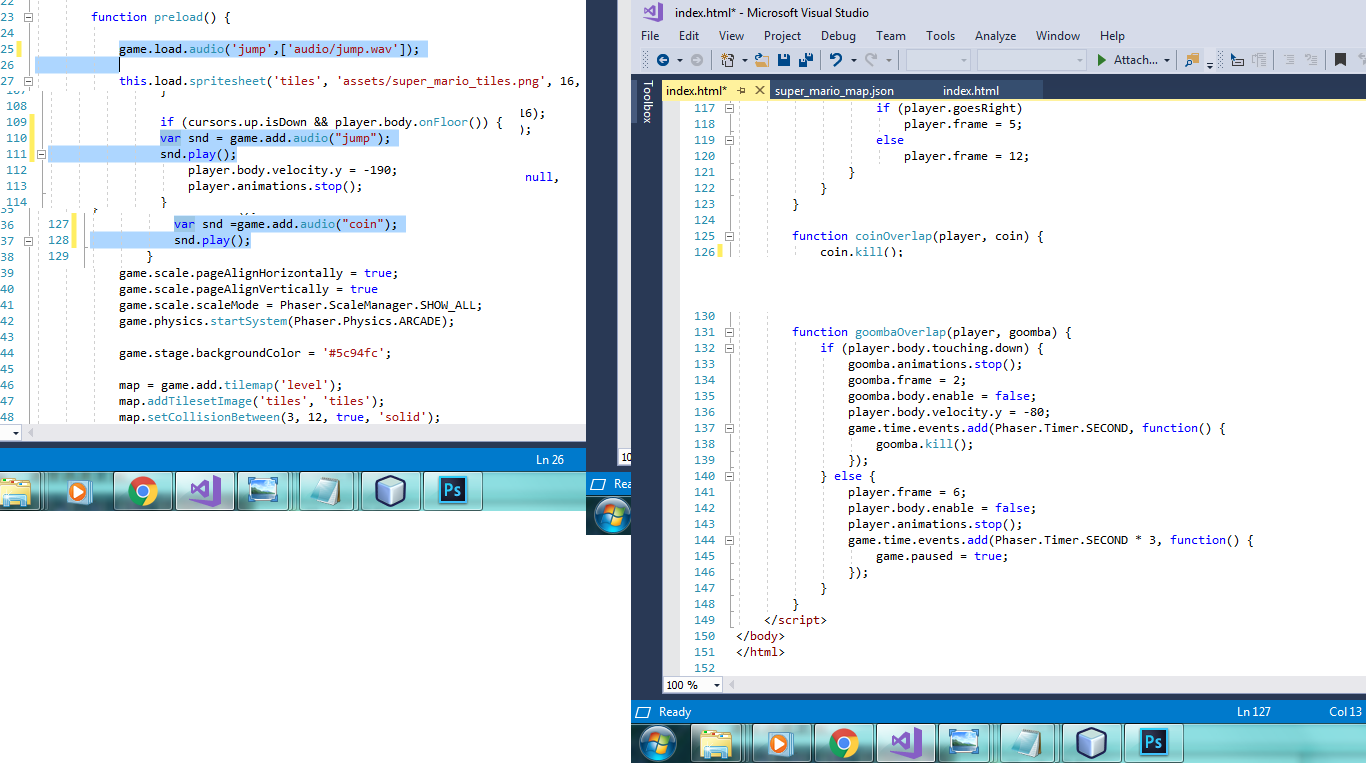 22
23 function preload() {
24
25 game.load.audio('jump',['audio/jump.wav']);
26
27 this.load.spritesheet('tiles', 'assets/super_mario_tiles.png', 16,
107 }
108
16);
109 if (cursors.up.isDown && player.body.onFloor()) {
110 var snd = game.add.audio("jump");
);
111 snd.play();
112 player.body.velocity.y = -190;
null,
113 player.animations.stop();
114 }
35 }
36
127 var snd =game.add.audio("coin");
37
128 snd.play();
38
129 }
39 game.scale.pageAlignHorizontally = true;
40 game.scale.pageAlignVertically = true
41 game.scale.scaleMode = Phaser.ScaleManager.SHOW_ALL;
42 game.physics.startSystem(Phaser.Physics.ARCADE);
43
44 game.stage.backgroundColor = '#5c94fc';
45
46 map = game.add.tilemap('level');
47 map.addTilesetImage('tiles', 'tiles');
48 map.setCollisionBetween(3, 12, true, 'solid');
Ln 26
10
Rea
Ps
index.html* - Microsoft Visual Studio
File Edit View Project Debug Team Tools Analyze Window Help
Attach...
Toolbox
index.html* super_mario_map.json index.html
117 if (player.goesRight)
118 player.frame = 5;
119 else
120 player.frame = 12;
121 }
122 }
123 }
124
125 function coinOverlap(player, coin) {
126 coin.kill();
130
131 function goombaOverlap(player, goomba) {
132 if (player.body.touching.down) {
133 goomba.animations.stop();
134 goomba.frame = 2;
135 goomba.body.enable = false;
136 player.body.velocity.y = -80;
137 game.time.events.add(Phaser.Timer.SECOND, function() {
138 goomba.kill();
139 });
140 } else {
141 player.frame = 6;
142 player.body.enable = false;
143 player.animations.stop();
144 game.time.events.add(Phaser.Timer.SECOND * 3, function() {
145 game.paused = true;
146 });
147 }
148 }
149 </script>
150 </body>
151 </html>
152
100 %
Ready Ln 127 Col 13
Ps